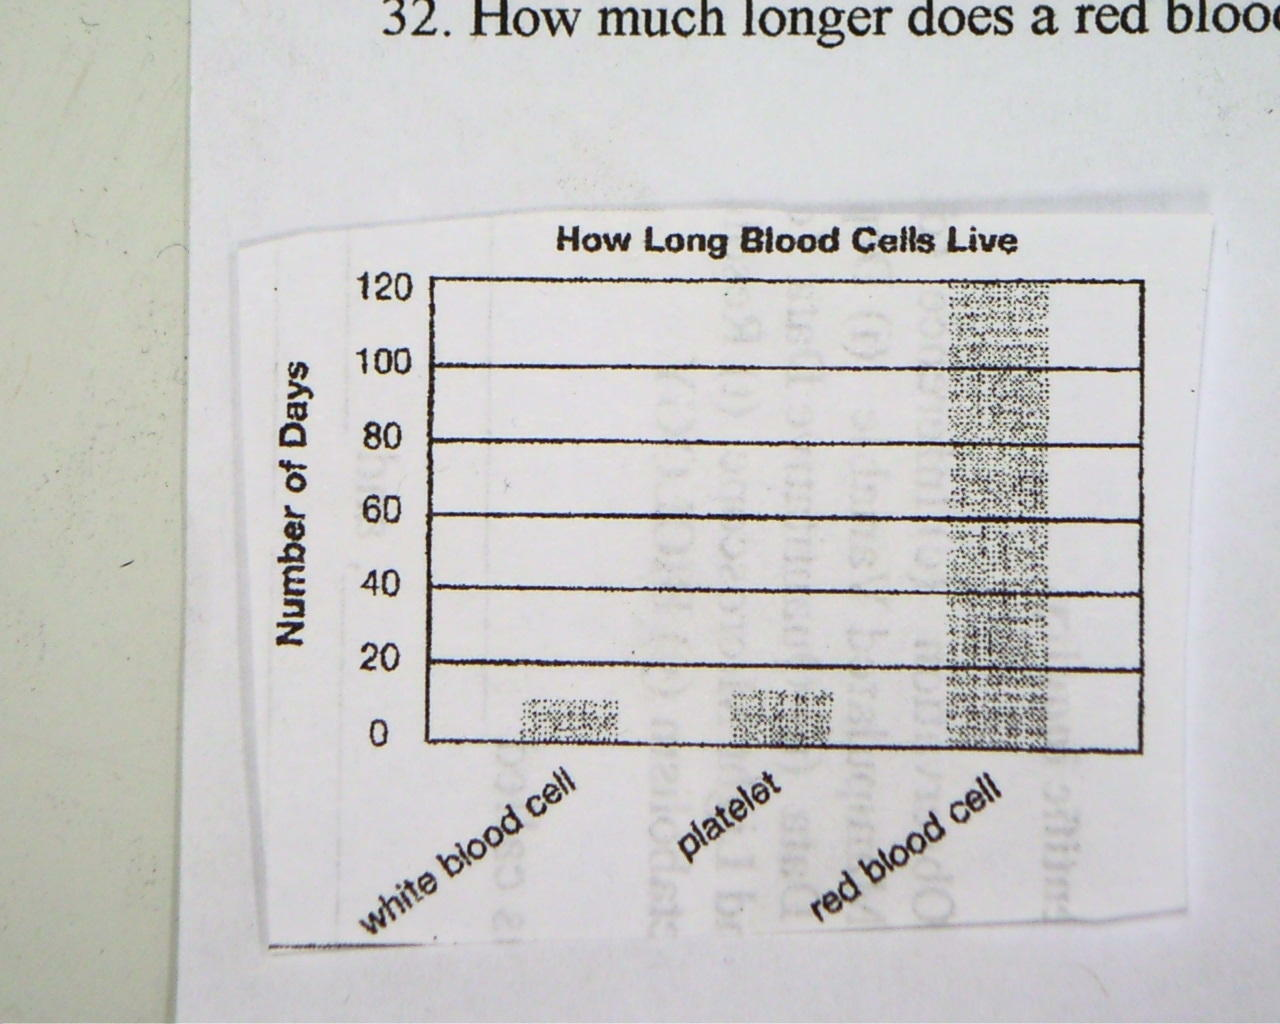 32. How much longer does a red
How Long Blood Cells Live
Number of Days
120
100
80
60
40
20
0
white blood cell
platelet
red blood cell